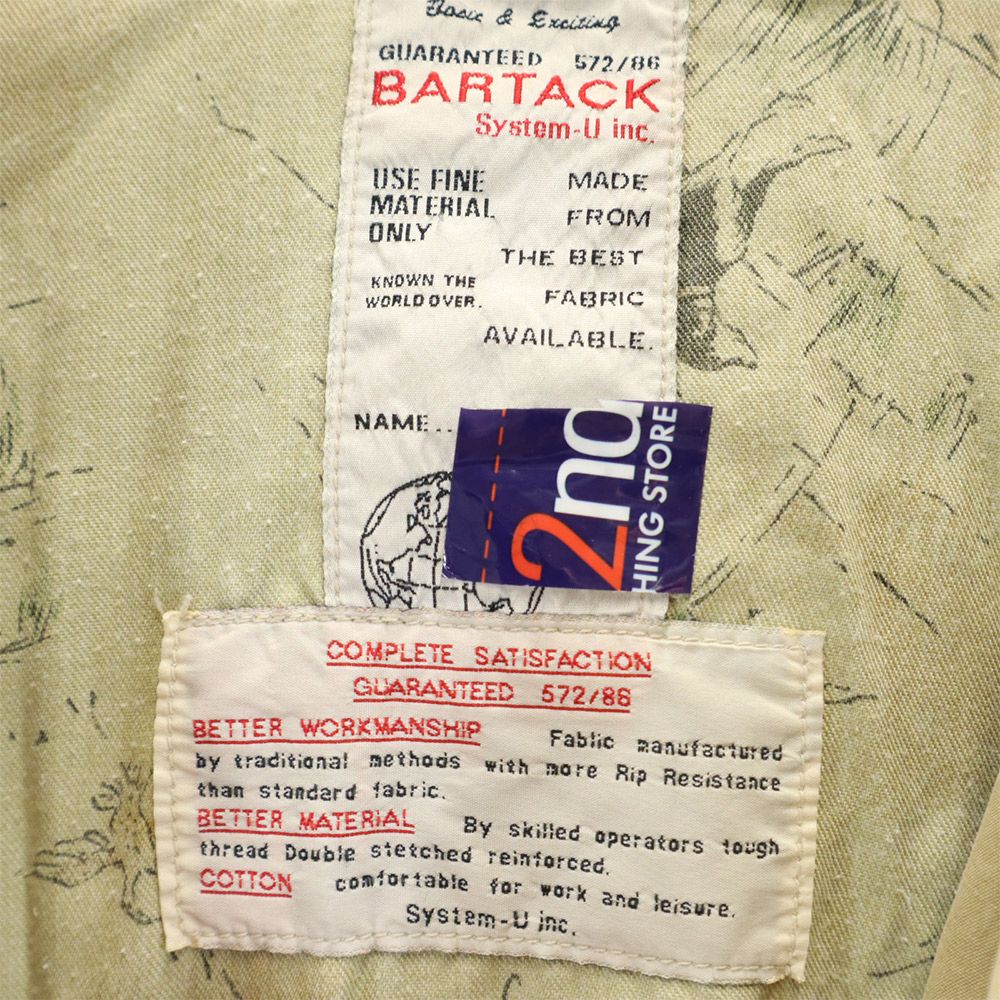 Basic & Exciting
GUARANTEED 572/86
BARTACK
System-U inc.
USE FINE
MATERIAL
ONLY
KNOWN THE
WORLD OVER.
MADE
FROM
THE BEST
FABRIC
AVAILABLE.
NAME..
2nd
HING STORE
COMPLETE SATISFACTION
GUARANTEED 572/86
BETTER WORKMANSHIP Fablic manufactured
by traditional methods with more Rip Resistance
than standard fabric.
BETTER MATERIAL By skilled operators tough
thread Double stetched reinforced.
COTTON comfortable for work and leisure.
System-U inc.